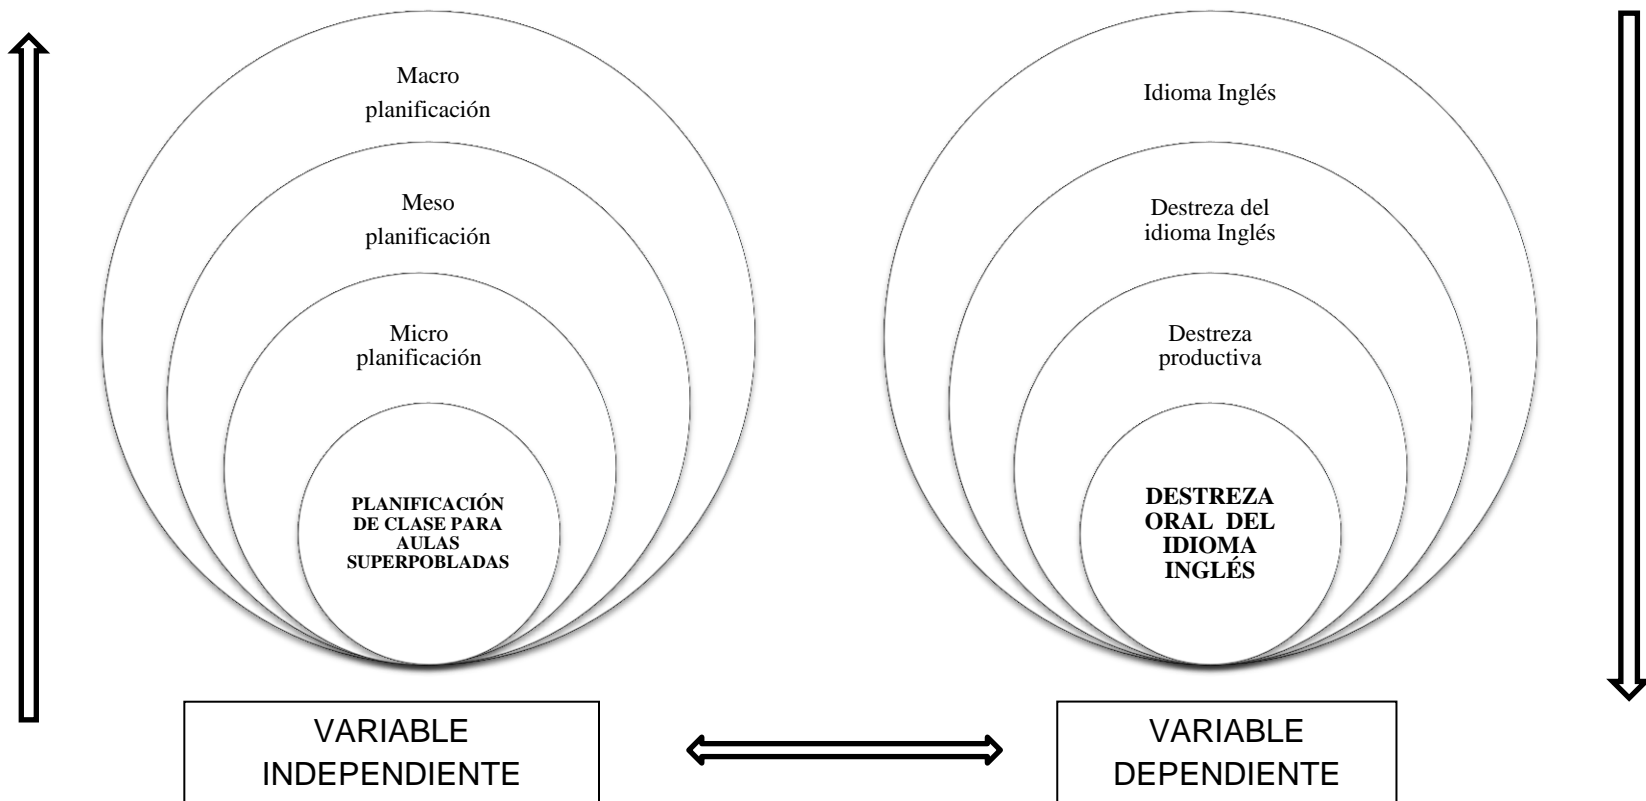 Macro
planificación
Meso
planificación
Micro
planificación
PLANIFICACIÓN
DE CLASE PARA
AULAS
SUPERPOBLADAS
VARIABLE
INDEPENDIENTE
Idioma Inglés
Destreza del
idioma Inglés
Destreza
productiva
DESTREZA
ORAL DEL
IDIOMA
INGLÉS
VARIABLE
DEPENDIENTE